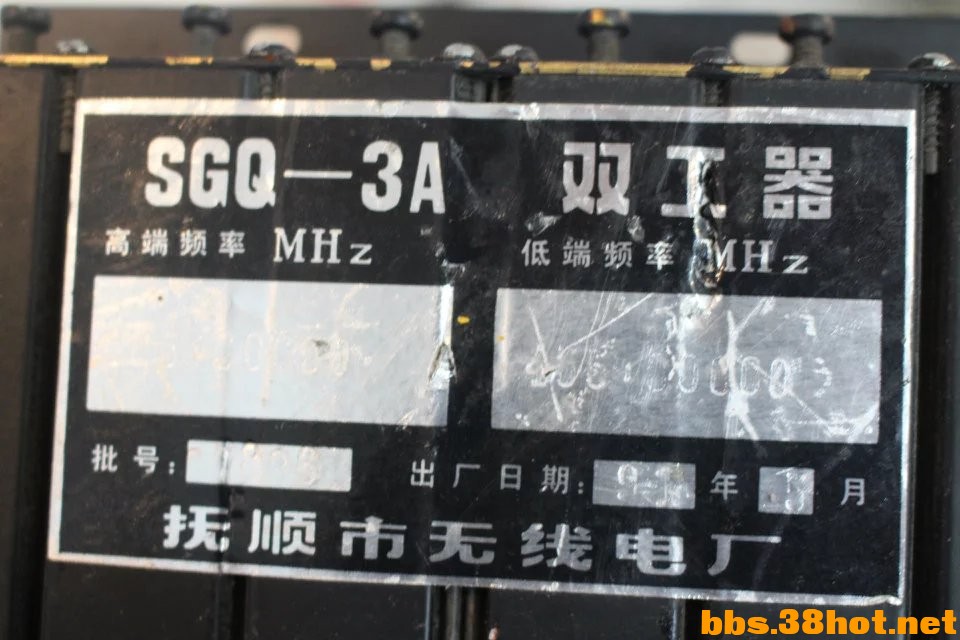 SGQ—3A 双工器
高端频率 MHz 低端频率 MHz
批号: 出厂日期: 年 月
抚顺市无线电厂
bbs.38hot.net